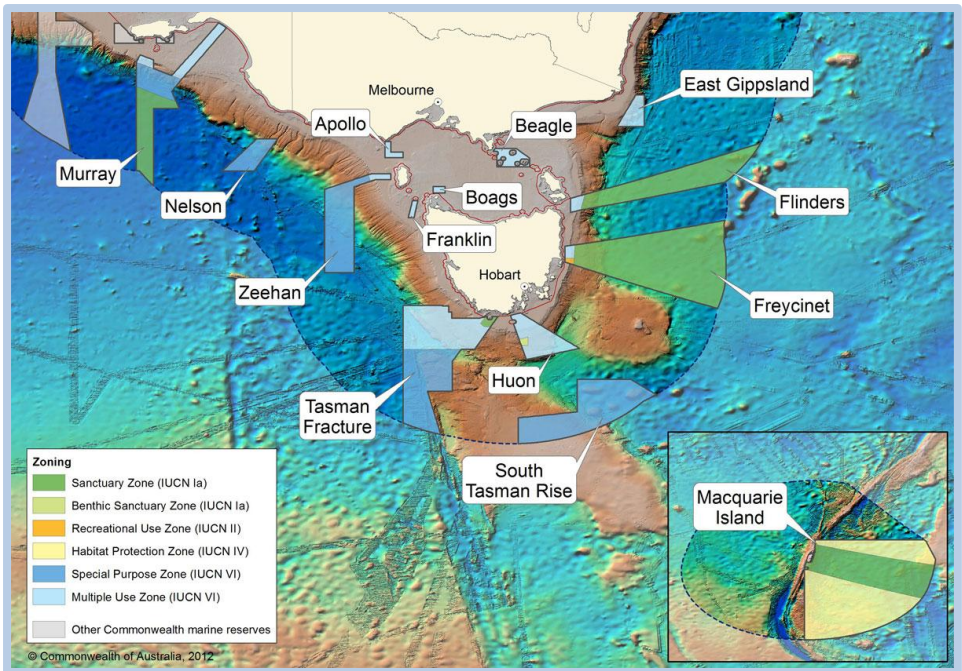 Melbourne
East Gippsland
Apollo
Beagle
Murray
Nelson
Boags
Flinders
Franklin
Zeehan
Hobart
Freycinet
Huon
Tasman
Fracture
South
Tasman Rise
Macquarie
Island
Zoning
Sanctuary Zone (IUCN Ia)
Benthic Sanctuary Zone (IUCN Ia)
Recreational Use Zone (IUCN II)
Habitat Protection Zone (IUCN IV)
Special Purpose Zone (IUCN VI)
Multiple Use Zone (IUCN VI)
Other Commonwealth marine reserves
© Commonwealth of Australia, 2012